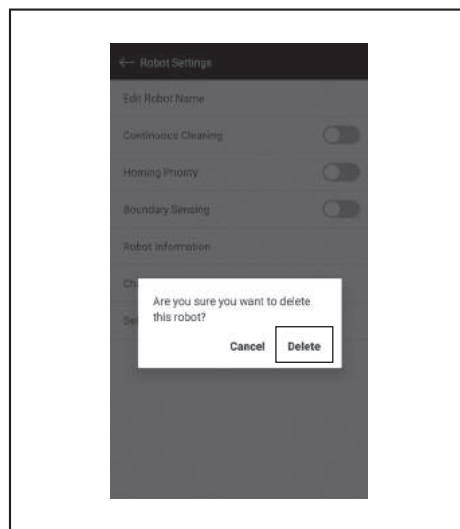 ← Robot Settings
Edit Robot Name
Continuous Cleaning
Homing Priority
Boundary Sensing
Robot Information
Are you sure you want to delete
this robot?
Cancel Delete